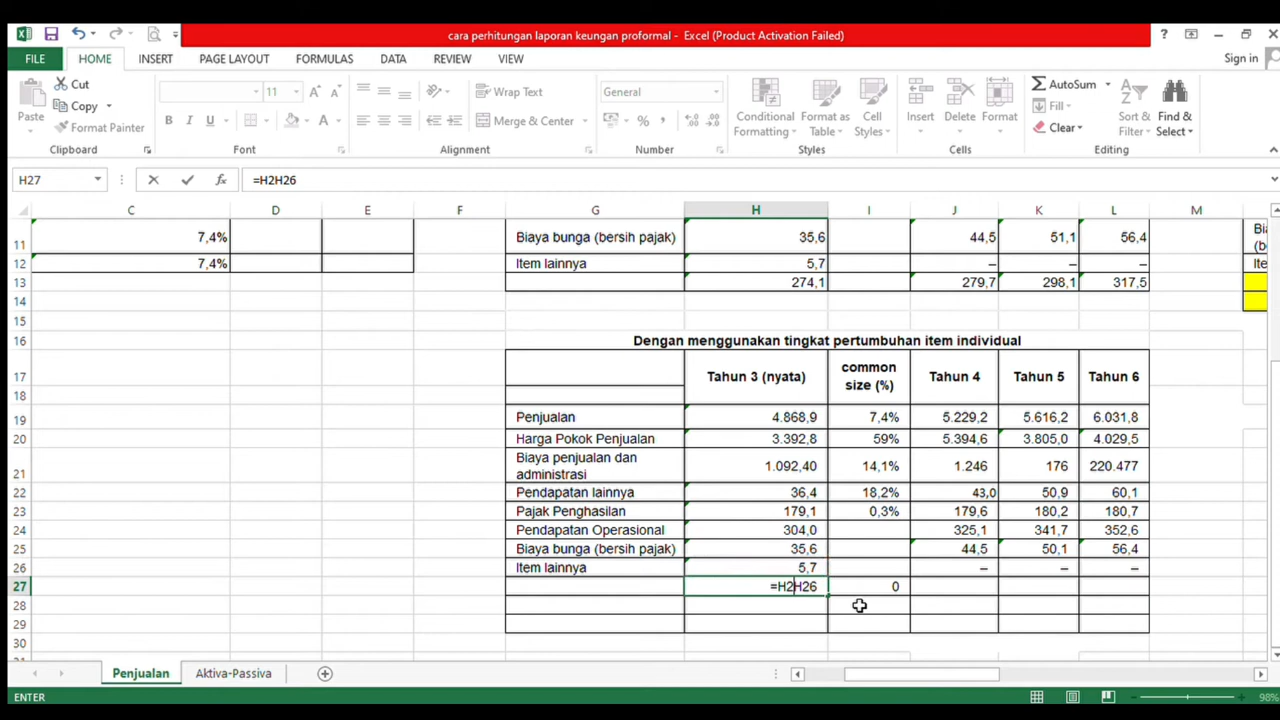 cara perhitungan laporan keungan proformal - Excel (Product Activation Failed)
FILE HOME INSERT PAGE LAYOUT FORMULAS DATA REVIEW VIEW Sign in
Cut
Copy
Format Painter
Paste
Clipboard
11
B I U
Font
Wrap Text
Merge & Center
Alignment
General
Number
Conditional Formatting
Format as Table
Cell Styles
Styles
Insert Delete Format
Cells
AutoSum
Fill
Clear
Sort & Filter
Find & Select
Editing
H27 =H2H26
C D E F G H I J K L M
11 7,4% Biaya bunga (bersih pajak) 35,6 44,5 51,1 56,4
12 7,4% Item lainnya 5,7 – – – Ite
13 274,1 279,7 298,1 317,5
14
15
16 Dengan menggunakan tingkat pertumbuhan item individual
17 Tahun 3 (nyata) common size (%) Tahun 4 Tahun 5 Tahun 6
18
19 Penjualan 4.868,9 7,4% 5.229,2 5.616,2 6.031,8
20 Harga Pokok Penjualan 3.392,8 59% 5.394,6 3.805,0 4.029,5
21 Biaya penjualan dan administrasi 1.092,40 14,1% 1.246 176 220.477
22 Pendapatan lainnya 36,4 18,2% 43,0 50,9 60,1
23 Pajak Penghasilan 179,1 0,3% 179,6 180,2 180,7
24 Pendapatan Operasional 304,0 325,1 341,7 352,6
25 Biaya bunga (bersih pajak) 35,6 44,5 50,1 56,4
26 Item lainnya 5,7 – – –
27 =H2H26 0
28
29
30
Penjualan Aktiva-Passiva
ENTER 98%